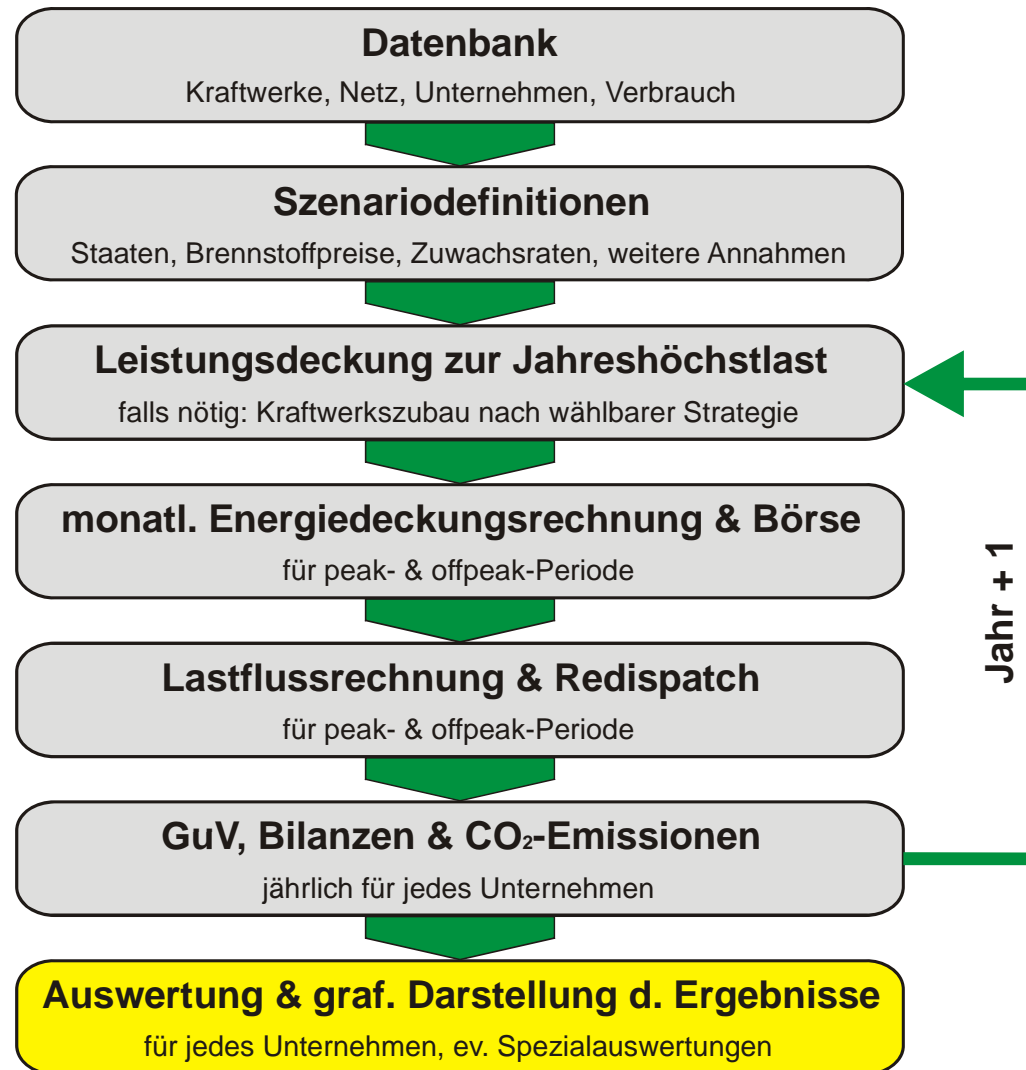 Datenbank
Kraftwerke, Netz, Unternehmen, Verbrauch
Szenariodefinitionen
Staaten, Brennstoffpreise, Zuwachsraten, weitere Annahmen
Leistungsdeckung zur Jahreshöchstlast
falls nötig: Kraftwerkszubau nach wählbarer Strategie
monatl. Energiedeckungsrechnung & Börse
für peak- & offpeak-Periode
Lastflussrechnung & Redispatch
für peak- & offpeak-Periode
GuV, Bilanzen & CO₂-Emissionen
jährlich für jedes Unternehmen
Auswertung & graf. Darstellung d. Ergebnisse
für jedes Unternehmen, ev. Spezialauswertungen
Jahr + 1